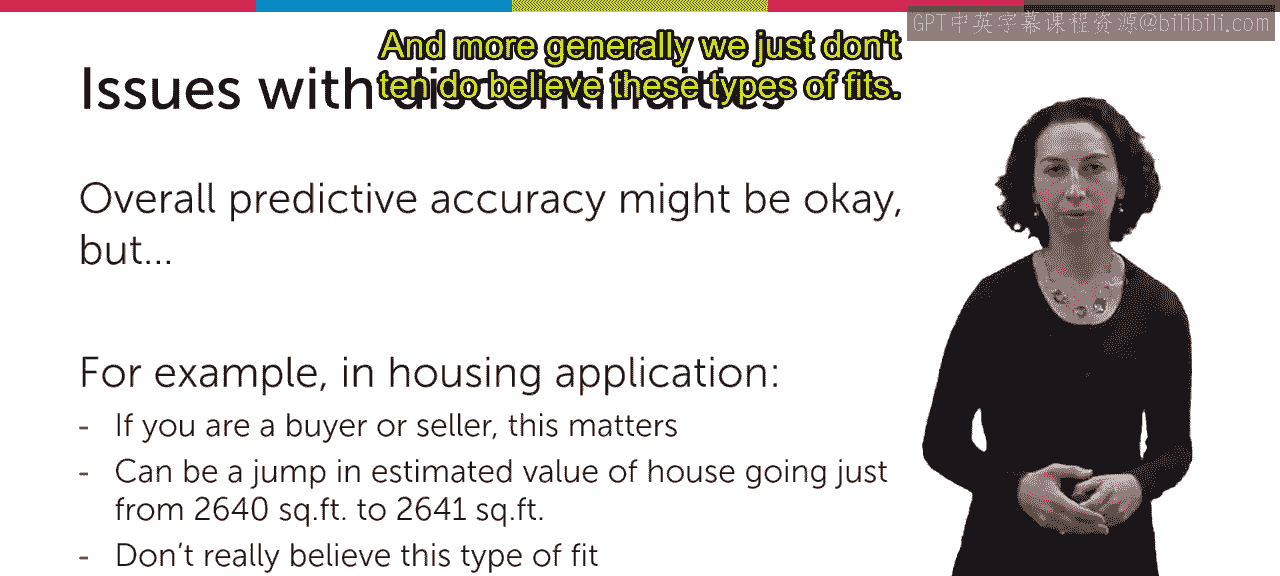 GPT中英字幕课程资源@bilibili.com
And more generally we just don't
ten do believe these types of fits.
Issues with discontinuities
Overall predictive accuracy might be okay,
but...
For example, in housing application:
- If you are a buyer or seller, this matters
- Can be a jump in estimated value of house going just
from 2640 sq.ft. to 2641 sq.ft.
- Don't really believe this type of fit